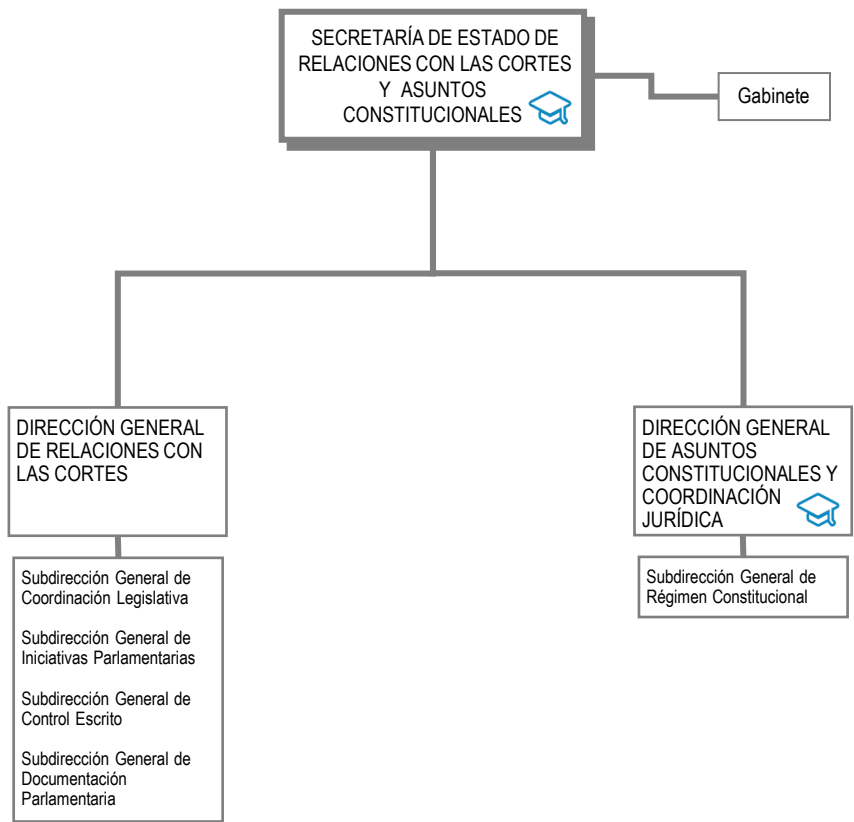 SECRETARÍA DE ESTADO DE
RELACIONES CON LAS CORTES
Y ASUNTOS
CONSTITUCIONALES
Gabinete
DIRECCIÓN GENERAL
DE RELACIONES CON
LAS CORTES
Subdirección General de
Coordinación Legislativa
Subdirección General de
Iniciativas Parlamentarias
Subdirección General de
Control Escrito
Subdirección General de
Documentación
Parlamentaria
DIRECCIÓN GENERAL
DE ASUNTOS
CONSTITUCIONALES Y
COORDINACIÓN
JURÍDICA
Subdirección General de
Régimen Constitucional